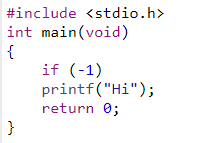 #include <stdio.h>
int main(void)
{
    if (-1)
    printf("Hi");
    return 0;
}